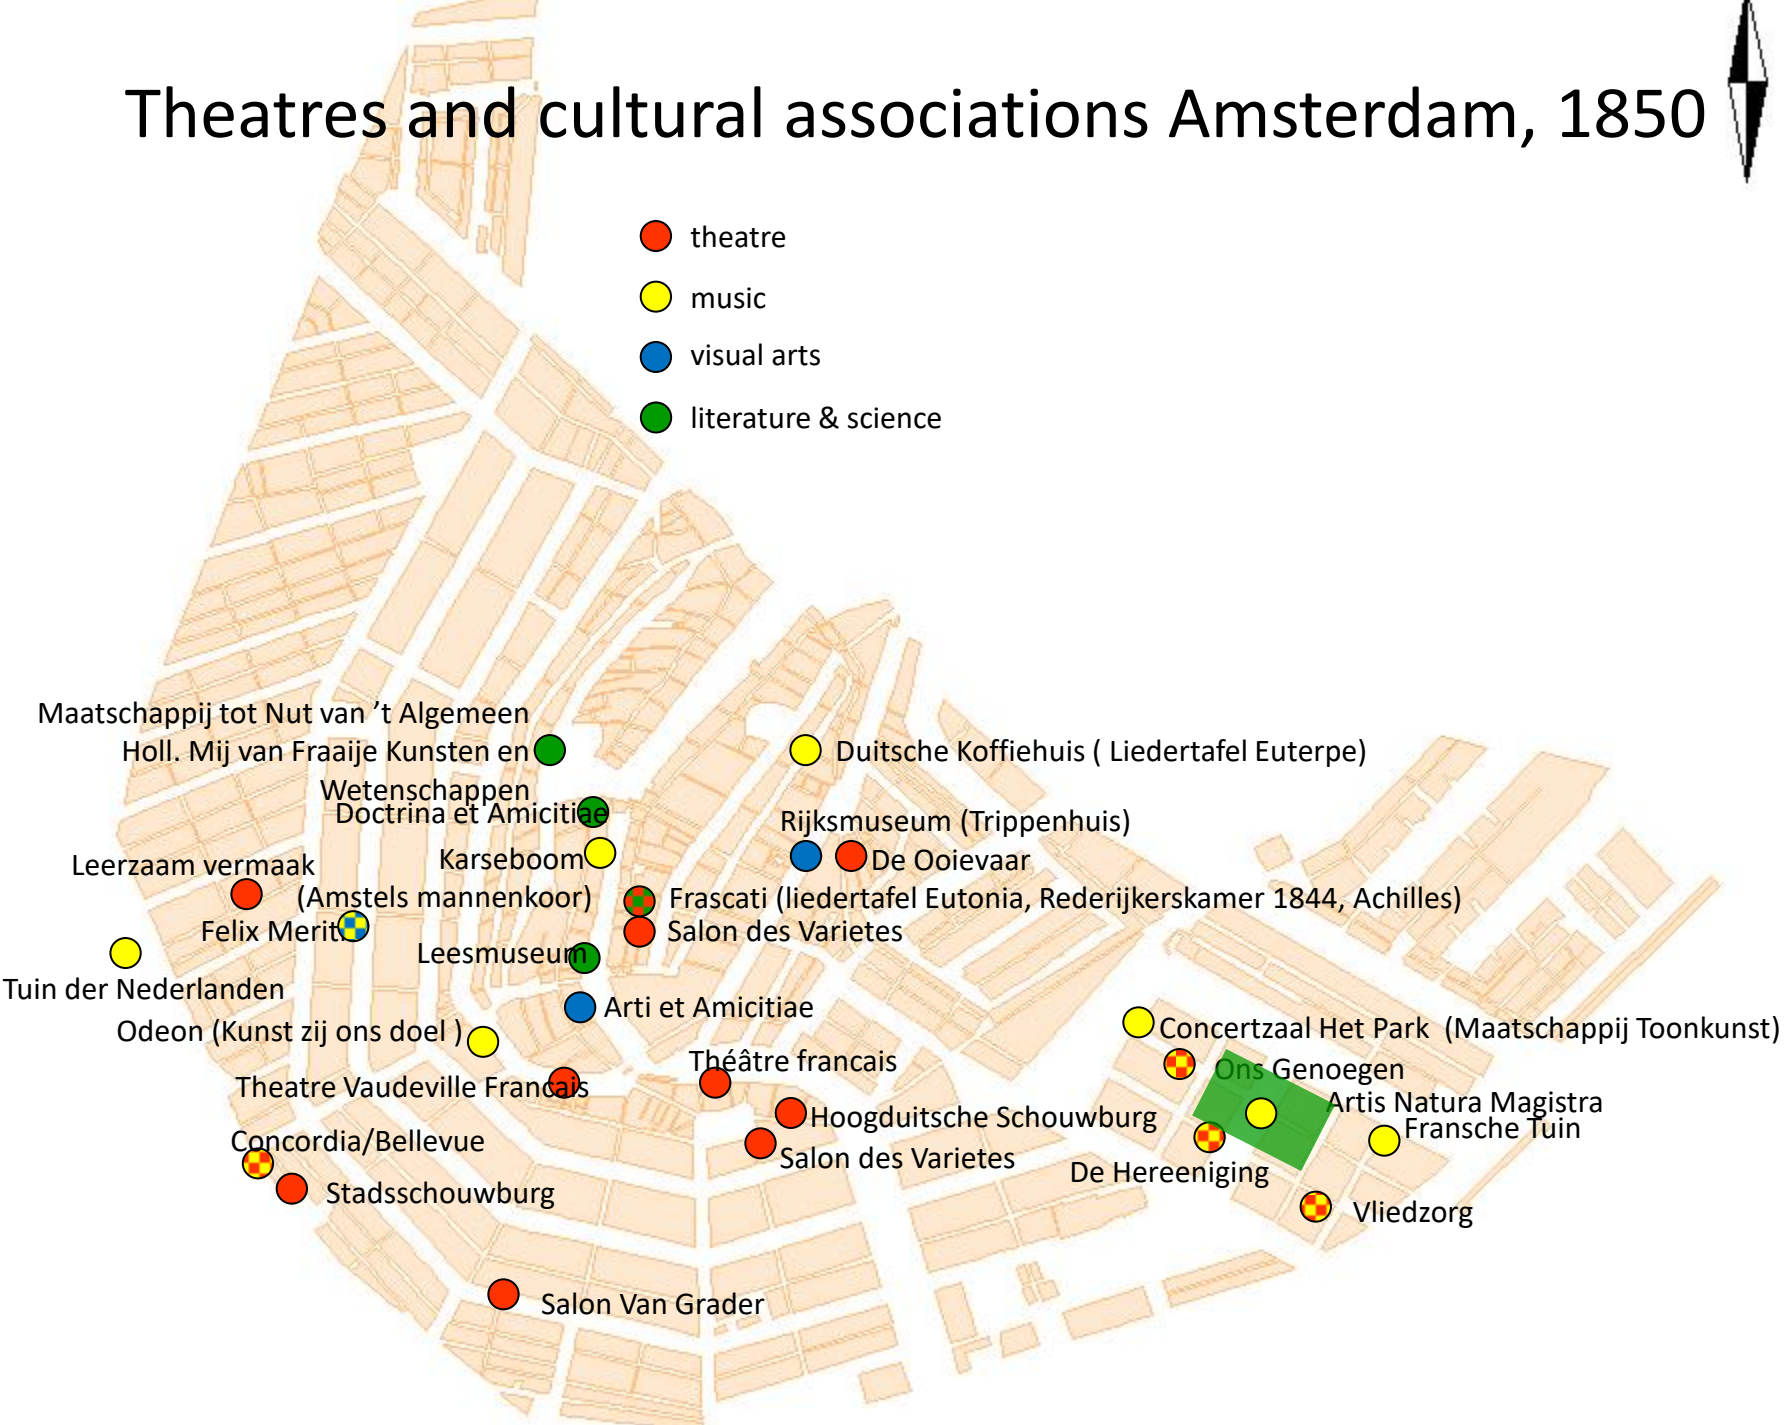 Theatres and cultural associations Amsterdam, 1850
theatre
music
visual arts
literature & science
Maatschappij tot Nut van ’t Algemeen
Holl. Mij van Fraaije Kunsten en
Wetenschappen
Duitsche Koffiehuis ( Liedertafel Euterpe)
Doctrina et Amicitiae
Rijksmuseum (Trippenhuis)
Karseboom
(Amstels mannenkoor)
De Ooievaar
Leerzaam vermaak
Frascati (liedertafel Eutonia, Rederijkerskamer 1844, Achilles)
Felix Meritis
Salon des Varietes
Leesmuseum
Tuin der Nederlanden
Arti et Amicitiae
Odeon (Kunst zij ons doel )
Concertzaal Het Park (Maatschappij Toonkunst)
Théâtre francais
Ons Genoegen
Theatre Vaudeville Francais
Artis Natura Magistra
Hoogduitsche Schouwburg
Fransche Tuin
Concordia/Bellevue
Salon des Varietes
De Hereeniging
Stadsschouwburg
Vliedzorg
Salon Van Grader